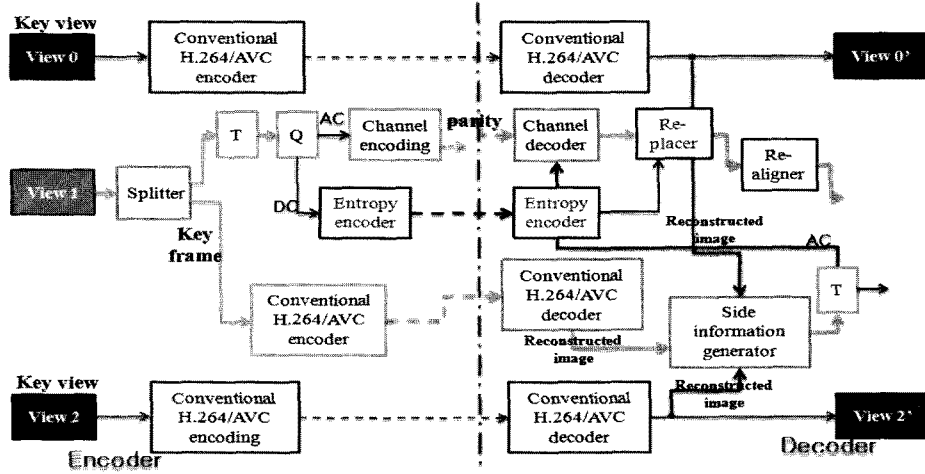 Key view
View 0
Conventional
H.264/AVC
encoder
Conventional
H.264/AVC
decoder
View 0'
T
Q
AC
Channel
encoding
parity
Channel
decoder
Re-
placer
Re-
aligner
View 1
Splitter
DC
Entropy
encoder
Entropy
encoder
Reconstructed
image
AC
Key
frame
Conventional
H.264/AVC
encoder
Conventional
H.264/AVC
decoder
Reconstructed
image
Side
information
generator
T
Key view
View 2
Conventional
H.264/AVC
encoding
Conventional
H.264/AVC
decoder
Reconstructed
image
View 2'
Encoder
Decoder